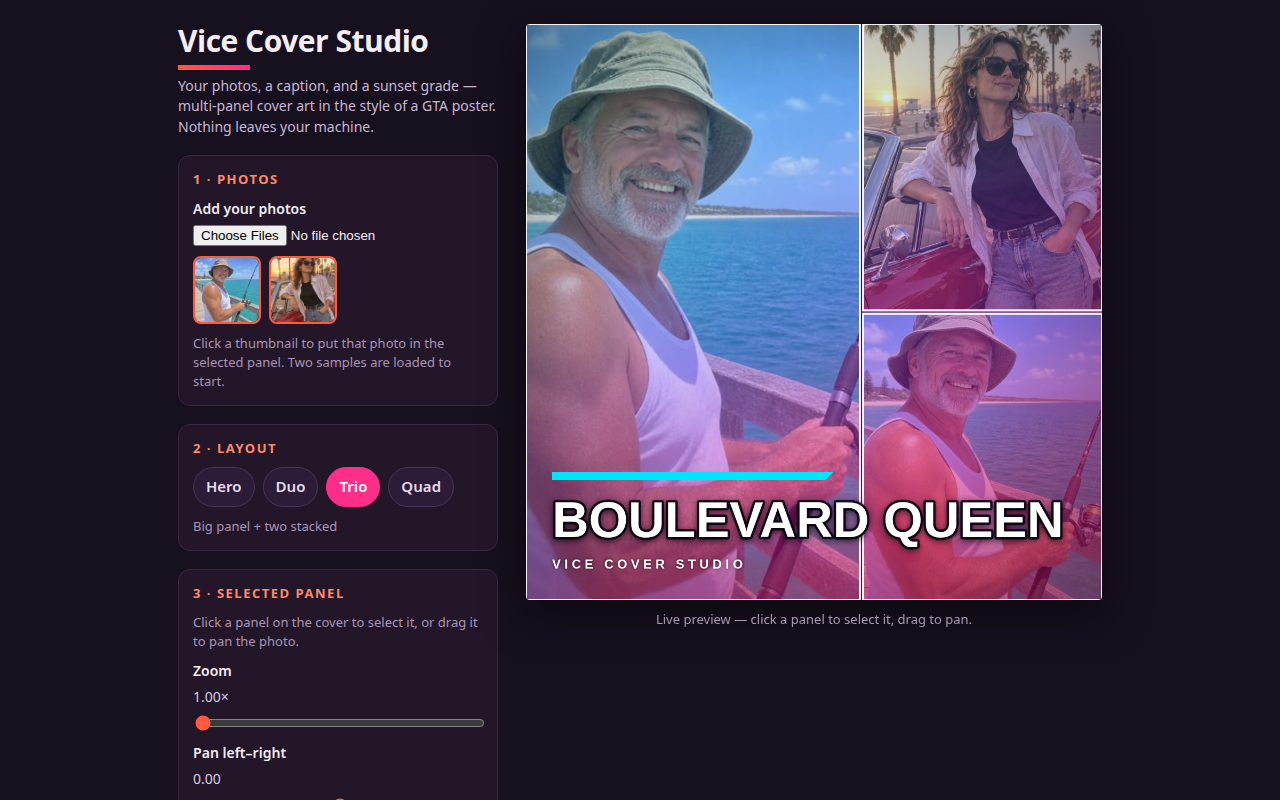 Vice Cover Studio
Your photos, a caption, and a sunset grade —
multi-panel cover art in the style of a GTA poster.
Nothing leaves your machine.
1 · PHOTOS
Add your photos
Choose Files No file chosen
Click a thumbnail to put that photo in the
selected panel. Two samples are loaded to
start.
2 · LAYOUT
Hero Duo Trio Quad
Big panel + two stacked
3 · SELECTED PANEL
Click a panel on the cover to select it, or drag it
to pan the photo.
Zoom
1.00×
Pan left–right
0.00
BOULEVARD QUEEN
VICE COVER STUDIO
Live preview — click a panel to select it, drag to pan.